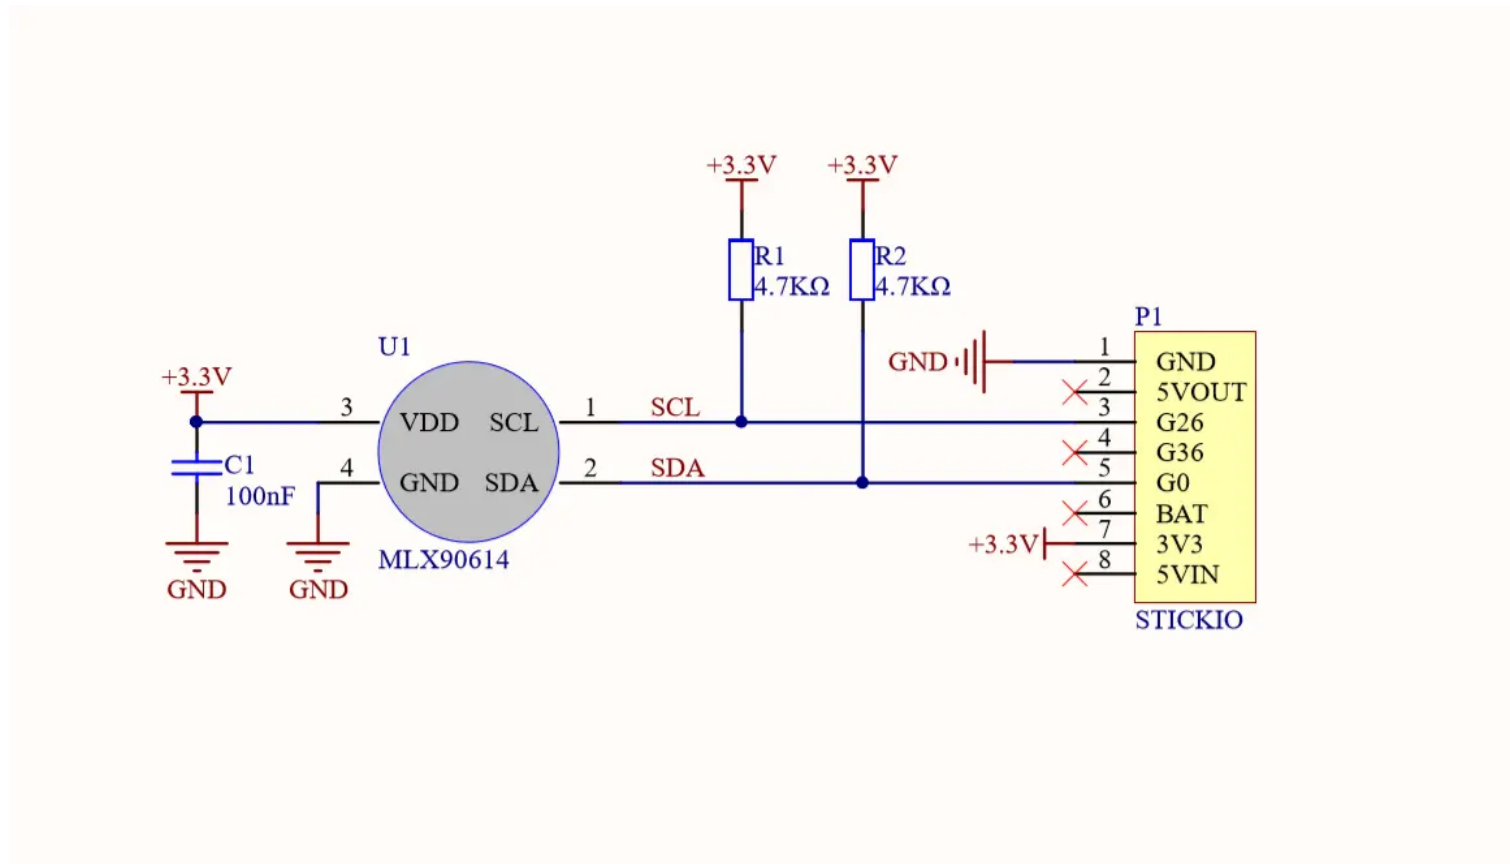 +3.3V +3.3V
R1 R2
4.7KΩ 4.7KΩ
P1
U1
GND 1 GND
+3.3V
2 5VOUT
3 VDD SCL 1 SCL 3 G26
4 G36
C1
4 GND SDA 2 SDA 5 G0
100nF
6 BAT
+3.3V 7 3V3
MLX90614
8 5VIN
GND GND
STICKIO